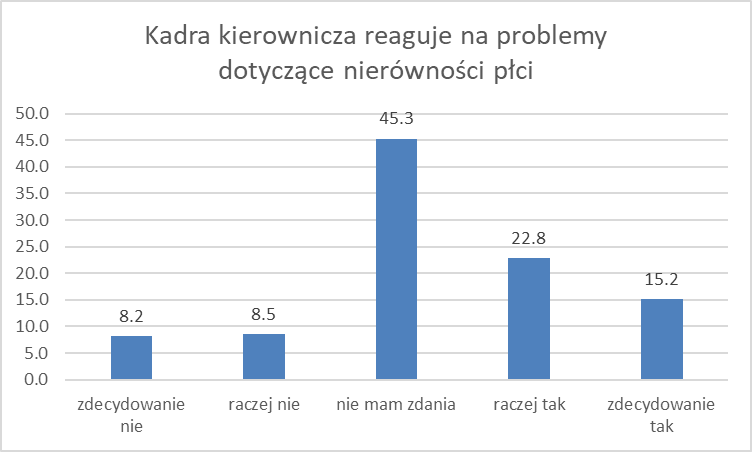 Kadra kierownicza reaguje na problemy
dotyczące nierówności płci
50.0
45.0
40.0
35.0
30.0
25.0
20.0
15.0
10.0
5.0
0.0
8.2
8.5
45.3
22.8
15.2
zdecydowanie
nie
raczej nie
nie mam zdania
raczej tak
zdecydowanie
tak